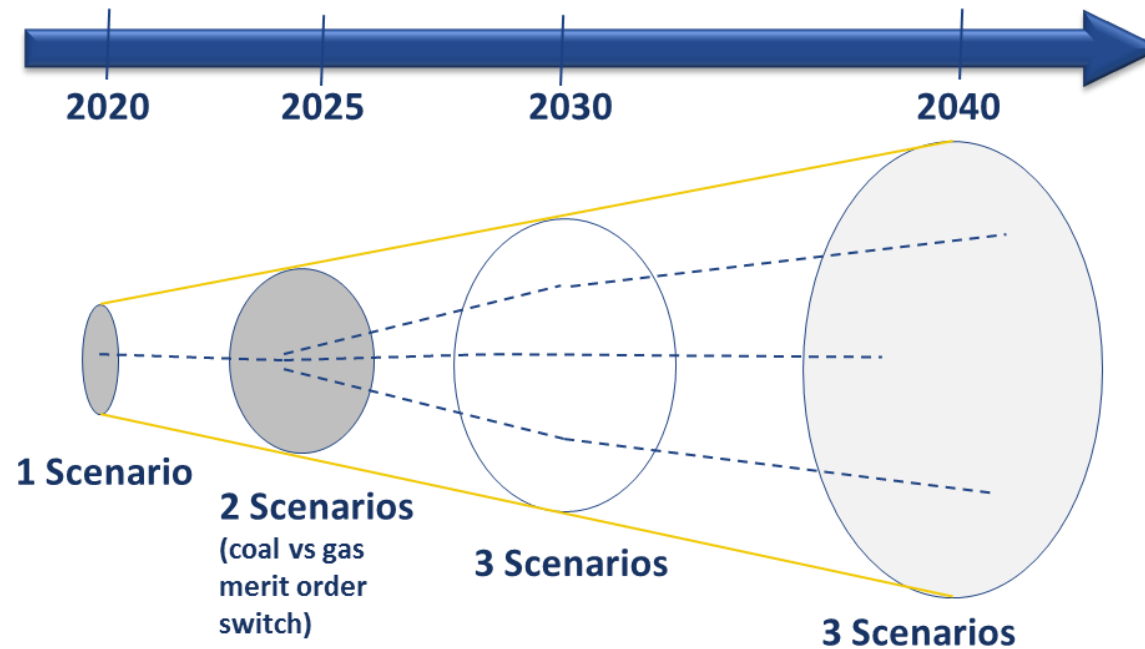 2020
2025
2030
2040
1 Scenario
2 Scenarios
(coal vs gas
merit order
switch)
3 Scenarios
3 Scenarios